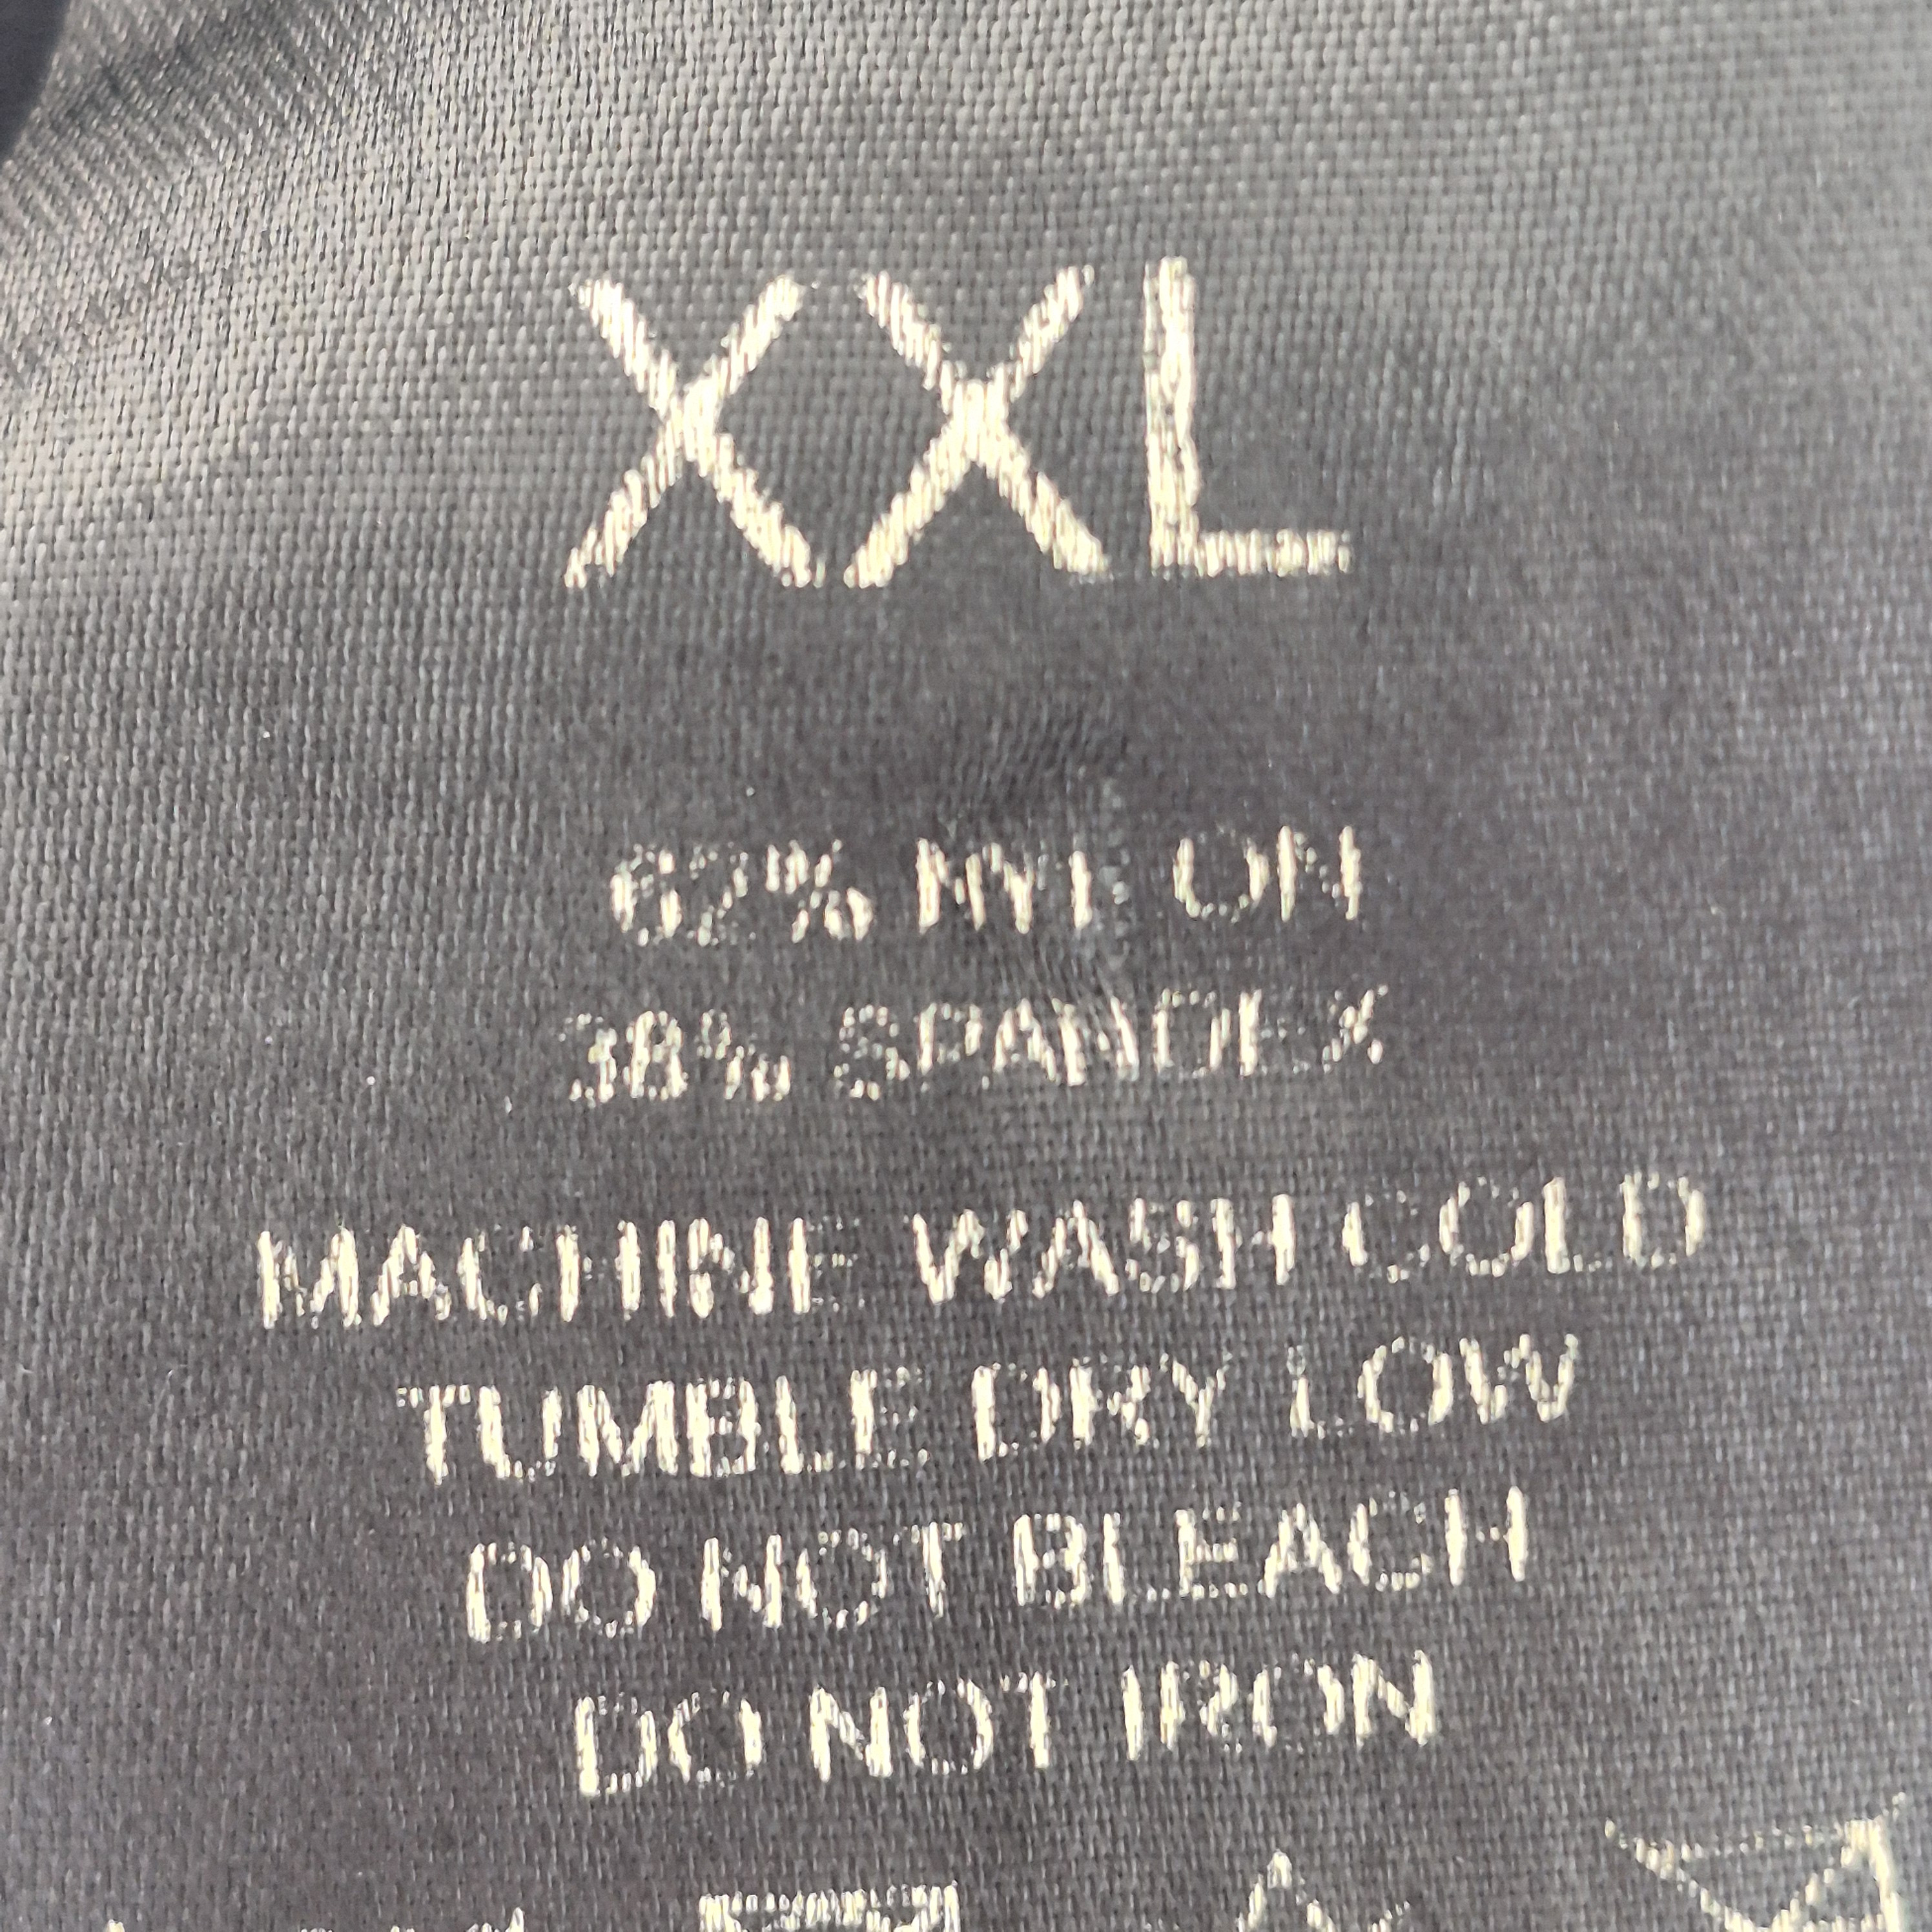 XXL
62% NYLON
38% SPANDEX
MACHINE WASH COLD
TUMBLE DRY LOW
DO NOT BLEACH
DO NOT IRON